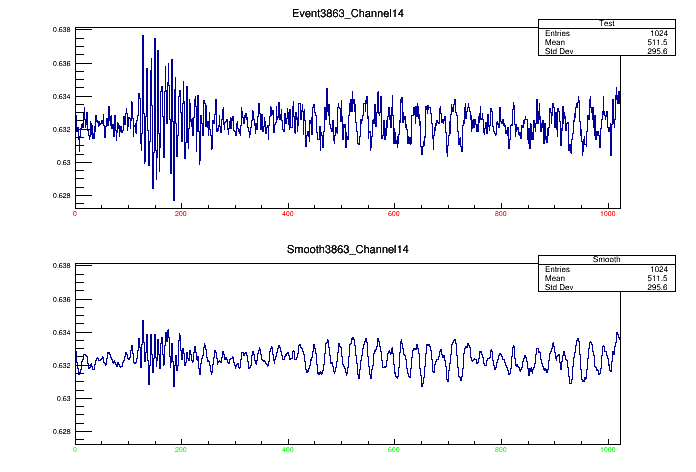 Event3863_Channel14
Test
Entries 1024
Mean 511.5
Std Dev 295.6
0.638
0.636
0.634
0.632
0.63
0.628
0 200 400 600 800 1000
Smooth3863_Channel14
Smooth
Entries 1024
Mean 511.5
Std Dev 295.6
0.638
0.636
0.634
0.632
0.63
0.628
0 200 400 600 800 1000